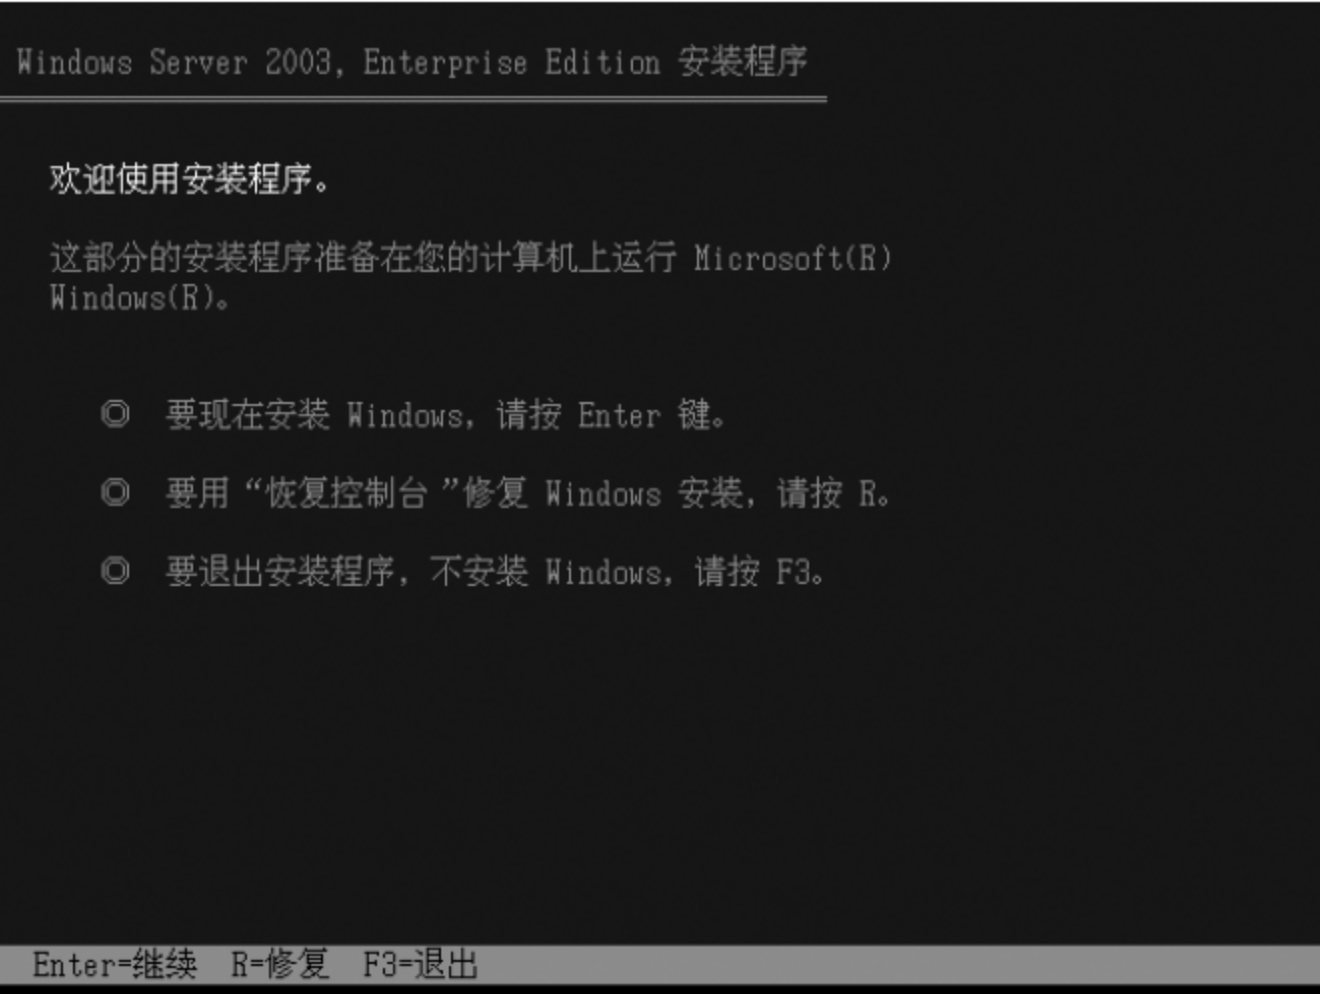 Windows Server 2003, Enterprise Edition 安装程序
欢迎使用安装程序。
这部分的安装程序准备在您的计算机上运行 Microsoft(R)
Windows(R)。
◎ 要现在安装 Windows，请按 Enter 键。
◎ 要用“恢复控制台”修复 Windows 安装，请按 R。
◎ 要退出安装程序，不安装 Windows，请按 F3。
Enter=继续 R=修复 F3=退出